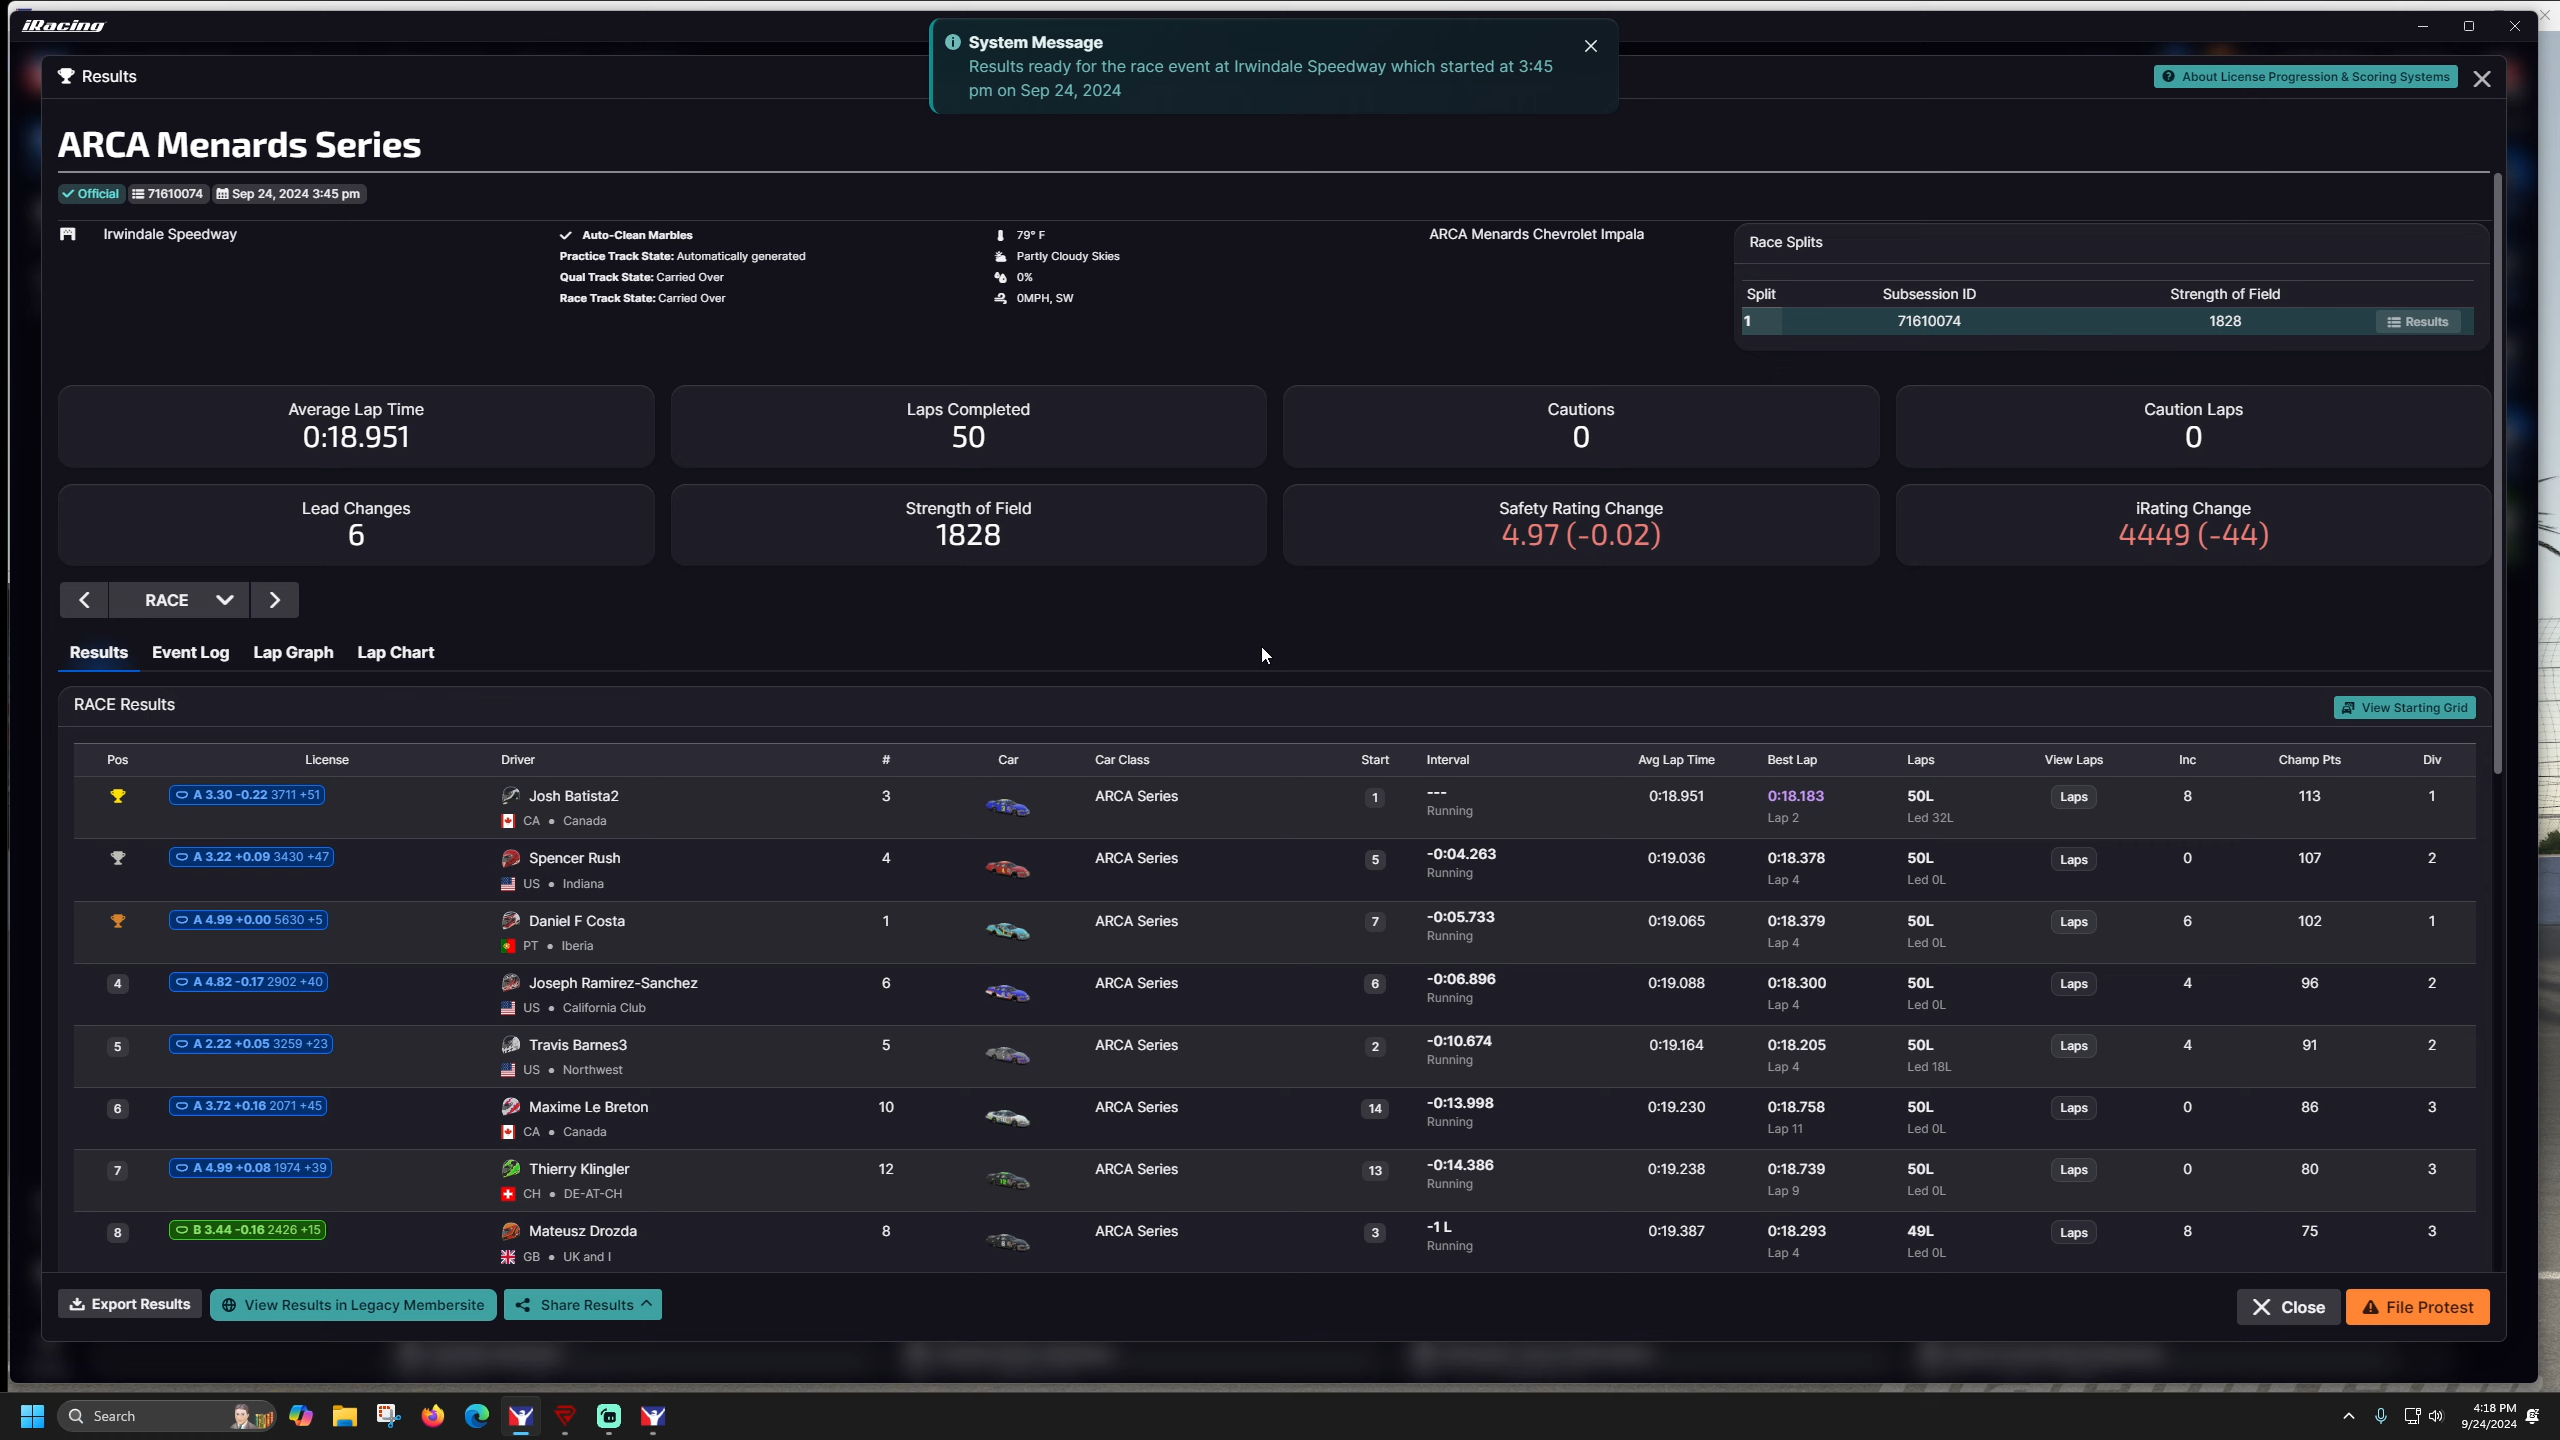 iRacing
System Message
Results ready for the race event at Irwindale Speedway which started at 3:45
pm on Sep 24, 2024
Results
About License Progression & Scoring Systems
ARCA Menards Series
Official 71610074 Sep 24, 2024 3:45 pm
Irwindale Speedway
Auto-Clean Marbles
Practice Track State: Automatically generated
Qual Track State: Carried Over
Race Track State: Carried Over
79° F
Partly Cloudy Skies
0%
0MPH, SW
ARCA Menards Chevrolet Impala
Race Splits
Split Subsession ID Strength of Field
1 71610074 1828 Results
Average Lap Time
0:18.951
Laps Completed
50
Cautions
0
Caution Laps
0
Lead Changes
6
Strength of Field
1828
Safety Rating Change
4.97 (-0.02)
iRating Change
4449 (-44)
RACE
Results Event Log Lap Graph Lap Chart
RACE Results
View Starting Grid
Pos License Driver # Car Car Class Start Interval Avg Lap Time Best Lap Laps View Laps Inc Champ Pts Div
A 3.30 -0.22 3711 +51 Josh Batista2 3 ARCA Series 1 --- 0:18.951 0:18.183 50L Laps 8 113 1
CA • Canada Running Lap 2 Led 32L
A 3.22 +0.09 3430 +47 Spencer Rush 4 ARCA Series 5 -0:04.263 0:19.036 0:18.378 50L Laps 0 107 2
US • Indiana Running Lap 4 Led 0L
A 4.99 +0.00 5630 +5 Daniel F Costa 1 ARCA Series 7 -0:05.733 0:19.065 0:18.379 50L Laps 6 102 1
PT • Iberia Running Lap 4 Led 0L
4 A 4.82 -0.17 2902 +40 Joseph Ramirez-Sanchez 6 ARCA Series 6 -0:06.896 0:19.088 0:18.300 50L Laps 4 96 2
US • California Club Running Lap 4 Led 0L
5 A 2.22 +0.05 3259 +23 Travis Barnes3 5 ARCA Series 2 -0:10.674 0:19.164 0:18.205 50L Laps 4 91 2
US • Northwest Running Lap 4 Led 18L
6 A 3.72 +0.16 2071 +45 Maxime Le Breton 10 ARCA Series 14 -0:13.998 0:19.230 0:18.758 50L Laps 0 86 3
CA • Canada Running Lap 11 Led 0L
7 A 4.99 +0.08 1974 +39 Thierry Klingler 12 ARCA Series 13 -0:14.386 0:19.238 0:18.739 50L Laps 0 80 3
CH • DE-AT-CH Running Lap 9 Led 0L
8 B 3.44 -0.16 2426 +15 Mateusz Drozda 8 ARCA Series 3 -1 L 0:19.387 0:18.293 49L Laps 8 75 3
GB • UK and I Running Lap 4 Led 0L
Export Results View Results in Legacy Membersite Share Results Close File Protest
Search
4:18 PM
9/24/2024